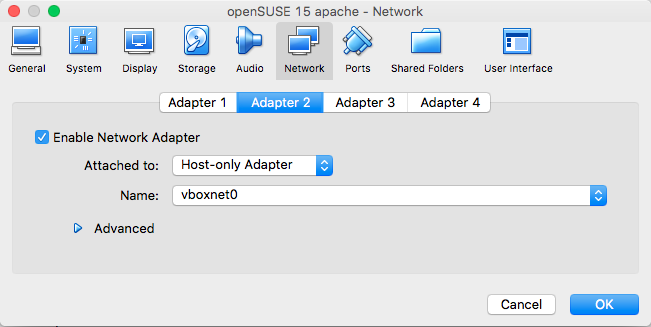 openSUSE 15 apache - Network
General System Display Storage Audio Network Ports Shared Folders User Interface
Adapter 1 Adapter 2 Adapter 3 Adapter 4
Enable Network Adapter
Attached to: Host-only Adapter
Name: vboxnet0
Advanced
Cancel OK